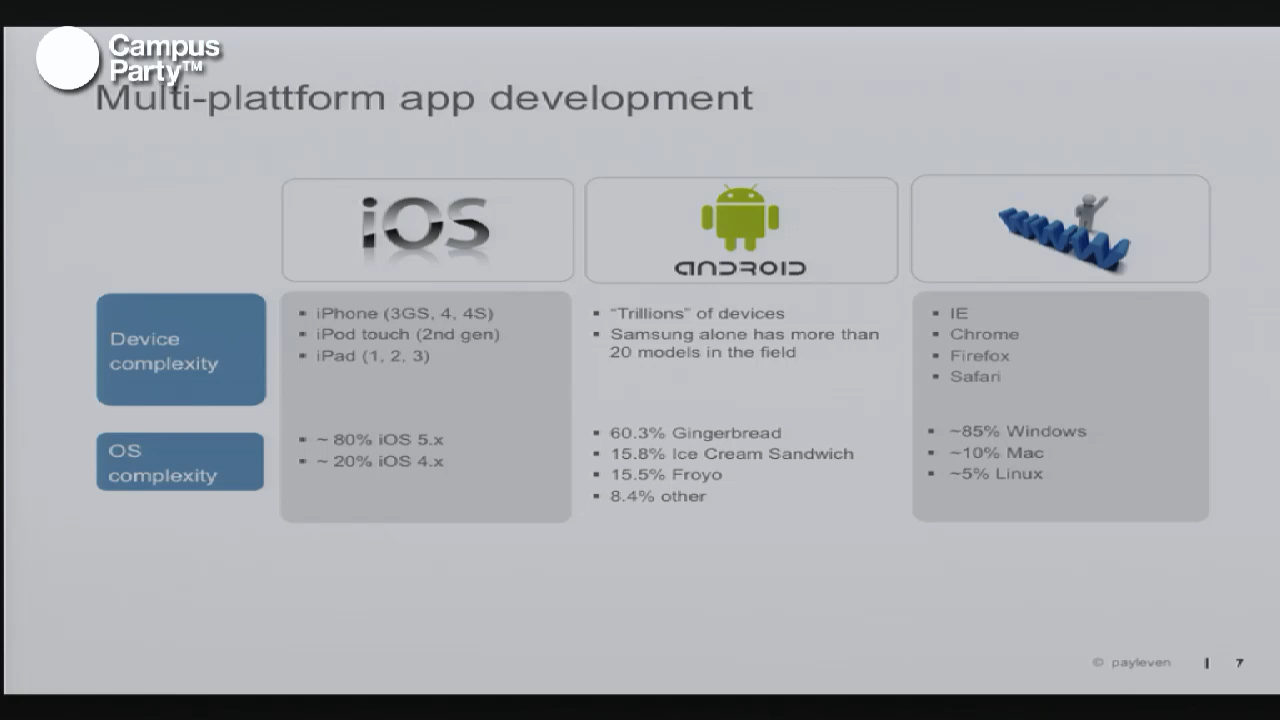 Campus
Party™
Multi-plattform app development
iOS
ANDROID
WWW
Device
complexity
iPhone (3GS, 4, 4S)
iPod touch (2nd gen)
iPad (1, 2, 3)
“Trillions” of devices
Samsung alone has more than
20 models in the field
IE
Chrome
Firefox
Safari
OS
complexity
~ 80% iOS 5.x
~ 20% iOS 4.x
60.3% Gingerbread
15.8% Ice Cream Sandwich
15.5% Froyo
8.4% other
~85% Windows
~10% Mac
~5% Linux
© payleven | 7